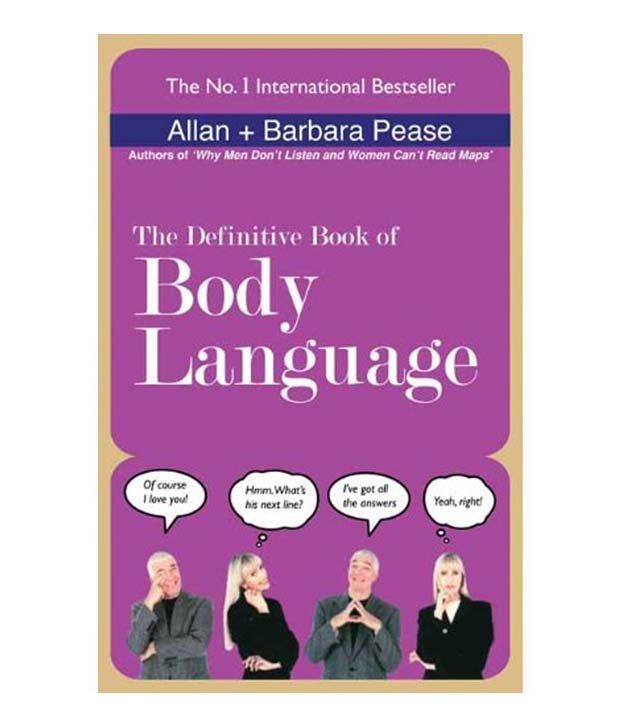 The No. 1 International Bestseller
Allan + Barbara Pease
Authors of 'Why Men Don't Listen and Women Can't Read Maps'
The Definitive Book of
Body
Language
Of course
I love you!
Hmm. What's
his next line?
I've got all
the answers
Yeah, right!